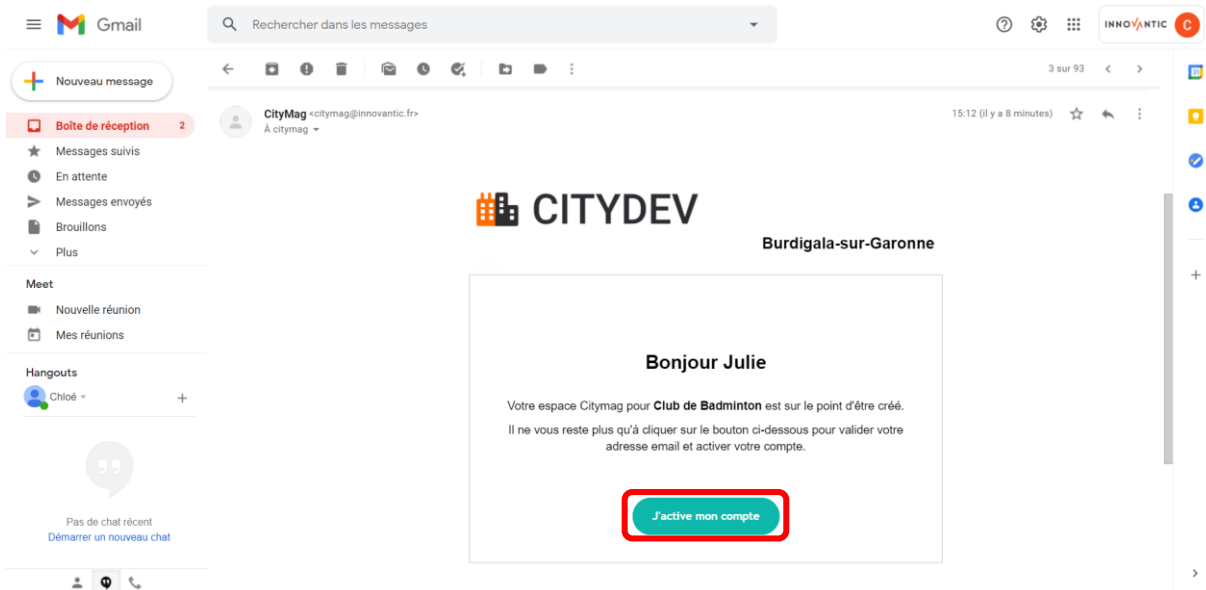 Gmail
Rechercher dans les messages
INNOVANTIC
C
Nouveau message
3 sur 93
31
Boîte de réception 2
CityMag <citymag@innovantic.fr>
15:12 (il y a 8 minutes)
À citymag
Messages suivis
En attente
Messages envoyés
Brouillons
Plus
CITYDEV
Burdigala-sur-Garonne
Meet
Nouvelle réunion
Mes réunions
Hangouts
Chloé
Bonjour Julie
Votre espace Citymag pour Club de Badminton est sur le point d'être créé.
Il ne vous reste plus qu'à cliquer sur le bouton ci-dessous pour valider votre
adresse email et activer votre compte.
J'active mon compte
Pas de chat récent
Démarrer un nouveau chat